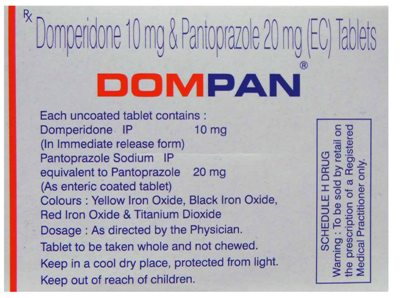 Rx Domperidone 10 mg & Pantoprazole 20 mg (EC) Tablets
DOMPAN®
Each uncoated tablet contains :
Domperidone IP 10 mg
(In Immediate release form)
Pantoprazole Sodium IP
equivalent to Pantoprazole 20 mg
(As enteric coated tablet)
Colours : Yellow Iron Oxide, Black Iron Oxide,
Red Iron Oxide & Titanium Dioxide
Dosage : As directed by the Physician.
Tablet to be taken whole and not chewed.
Keep in a cool dry place, protected from light.
Keep out of reach of children.
SCHEDULE H DRUG
Warning : To be sold by retail on
the prescription of a Registered
Medical Practitioner only.